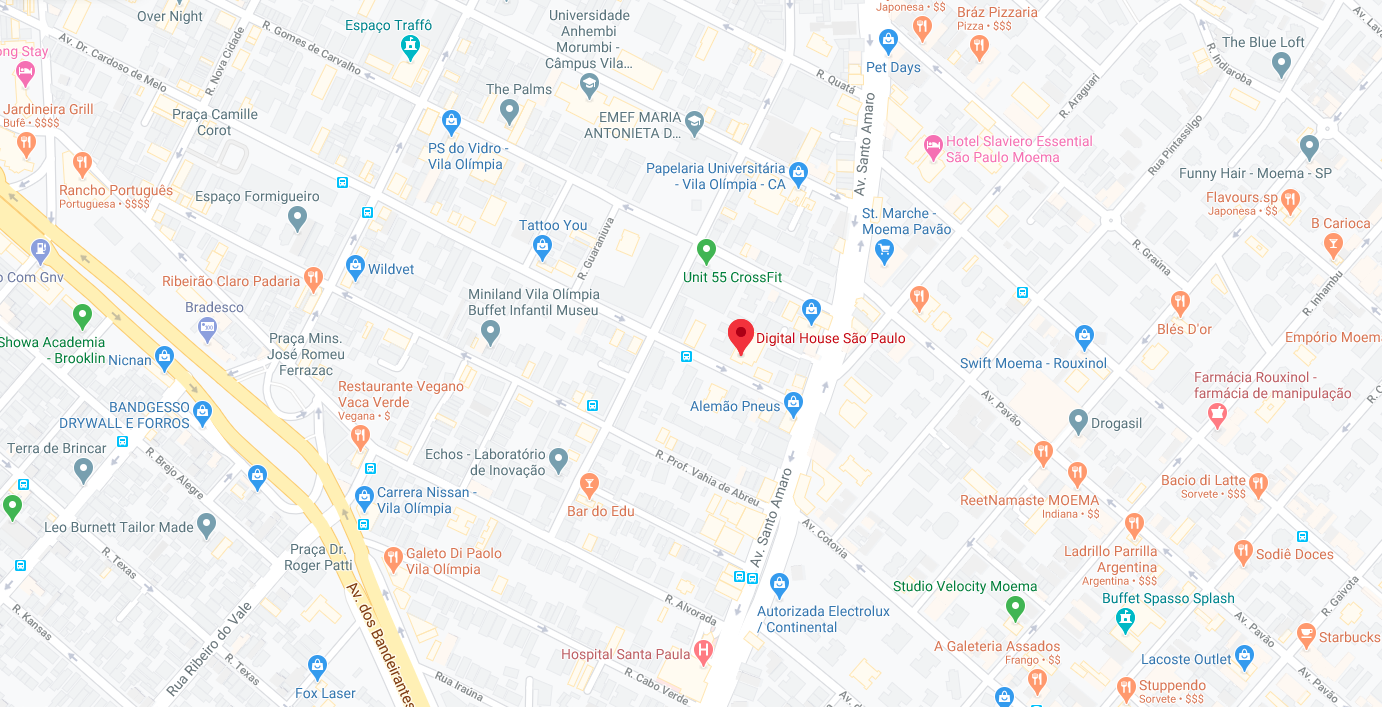 Over Night
Espaço Traffô
Universidade
Anhembi
Morumbi -
Câmpus Vila...
Japonesa • $$
Bráz Pizzaria
Pizza • $$$
Pet Days
The Blue Loft
Av. Dr. Cardoso de Melo
R. Nova Cidade
R. Gomes de Carvalho
R. Quatá
R. Indiaroba
R. Araguari
ong Stay
Jardineira Grill
Bufê • $$$$
Praça Camille
Corot
The Palms
EMEF MARIA
ANTONIETA D...
PS do Vidro -
Vila Olímpia
Av. Santo Amaro
Hotel Slaviero Essential
São Paulo Moema
Rua Pintassilgo
Papelaria Universitária
- Vila Olímpia - CA
Funny Hair - Moema - SP
Rancho Português
Portuguesa • $$$$
Espaço Formigueiro
Flavours.sp
Japonesa • $$
B Carioca
St. Marche -
Moema Pavão
Tattoo You
R. Guaraniuva
R. Graúna
R. Inhambu
o Com Gnv
Ribeirão Claro Padaria
Wildvet
Unit 55 CrossFit
Miniland Vila Olímpia
Buffet Infantil Museu
Bradesco
Showa Academia
- Brooklin
Nicnan
Praça Mins.
José Romeu
Ferrazac
Digital House São Paulo
Blés D'or
Empório Moem
Swift Moema - Rouxinol
Farmácia Rouxinol -
farmácia de manipulação
Restaurante Vegano
Vaca Verde
Vegana • $
BANDGESSO
DRYWALL E FORROS
Alemão Pneus
Av. Pavão
Drogasil
Terra de Brincar
R. Brejo Alegre
Echos - Laboratório
de Inovação
R. Prof. Vahia de Abreu
Av. Santo Amaro
Bacio di Latte
Sorvete • $$$
ReetNamaste MOEMA
Indiana • $$
Carrera Nissan -
Vila Olímpia
Bar do Edu
Leo Burnett Tailor Made
Av. Cotovia
Praça Dr.
Roger Patti
Galeto Di Paolo
Vila Olímpia
Ladrillo Parrilla
Argentina
Argentina • $$$
Sodiê Doces
R. Texas
R. Kansas
Rua Ribeiro do Vale
Av. dos Bandeirantes
R. Alvorada
Studio Velocity Moema
Buffet Spasso Splash
R. Gaivota
Autorizada Electrolux
/ Continental
Av. Pavão
Starbucks
Hospital Santa Paula
A Galeteria Assados
Frango • $$
Lacoste Outlet
R. Texas
Fox Laser
Rua Iraúna
R. Cabo Verde
Stuppendo
Sorvete • $$$